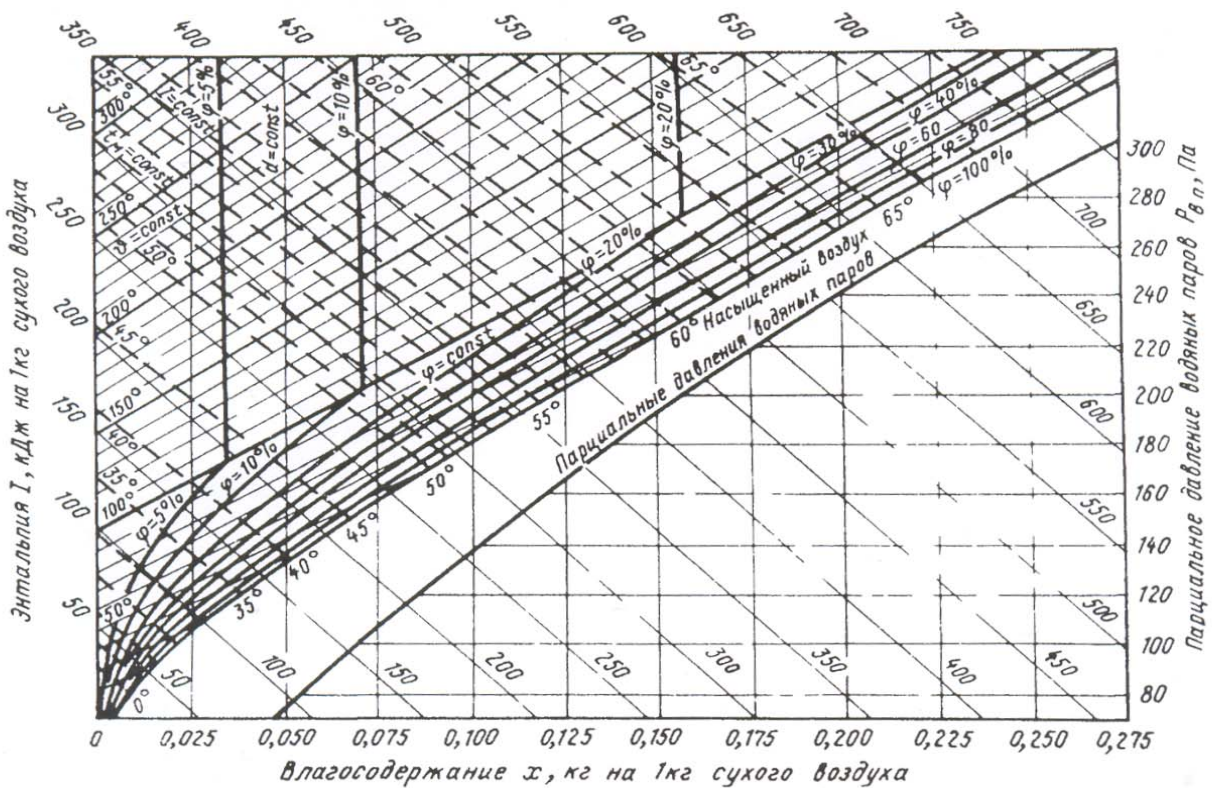 350 400 450 500 550 600 650 700 750
Энтальпия I, кДж на 1кг сухого воздуха
300
250
200
150
100
50
55°
300°
tм=const
250°
ϑ=const
50°
200°
45°
150°
40°
35°
100°
50°
0°
I=const
φ=5%
d=const
φ=10%
60°
φ=20%
65°
φ=30%
φ=40%
φ=60
φ=80
φ=100%
φ=20%
φ=const
φ=10%
φ=5%
65°
60° Насыщенный воздух
55°
50°
45°
40°
35°
Парциальные давления водяных паров
700
650
600
550
500
50 100 150 200 250 300 350 400 450
300
280
260
240
220
200
180
160
140
120
100
80
Парциальное давление водяных паров Pв п, Па
0 0,025 0,050 0,075 0,100 0,125 0,150 0,175 0,200 0,225 0,250 0,275
Влагосодержание x, кг на 1кг сухого воздуха